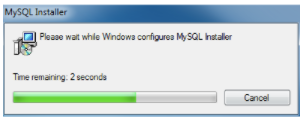 MySQL Installer
Please wait while Windows configures MySQL Installer
Time remaining: 2 seconds
Cancel